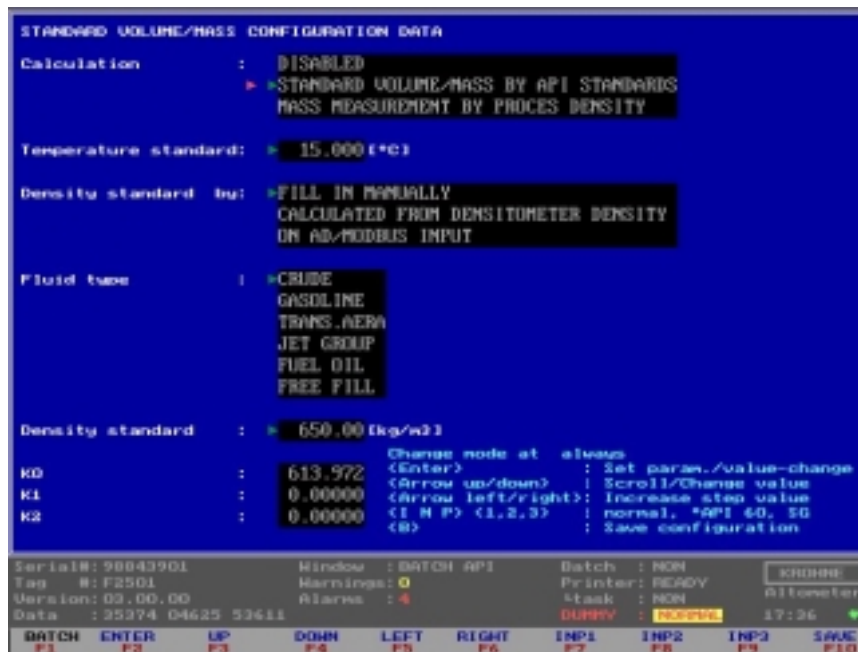 STANDARD VOLUME/MASS CONFIGURATION DATA
Calculation : DISABLED
STANDARD VOLUME/MASS BY API STANDARDS
MASS MEASUREMENT BY PROCES DENSITY
Temperature standard: 15.000 [°C]
Density standard by: FILL IN MANUALLY
CALCULATED FROM DENSITOMETER DENSITY
ON AD/MODBUS INPUT
Fluid type : CRUDE
GASOLINE
TRANS.AERA
JET GROUP
FUEL OIL
FREE FILL
Density standard : 650.00 [kg/m3]
Change mode at always
K0 : 613.972 <Enter> : Set param./value-change
<Arrow up/down> : Scroll/Change value
K1 : 0.00000 <Arrow left/right>: Increase step value
K2 : 0.00000 <I N P> <1,2,3> : normal, °API 60, SG
<B> : Save configuration
Serial#: 98043901 Window : BATCH API Batch : NON KROHNE
Tag #: F2501 Warnings: 0 Printer: READY Altometer
Version: 03.00.00 Alarms : 4 task : NON
Data : 35374 04625 53611 DUMMY : NORMAL 17:36
BATCH ENTER UP DOWN LEFT RIGHT INP1 INP2 INP3 SAVE
F1 F2 F3 F4 F5 F6 F7 F8 F9 F10